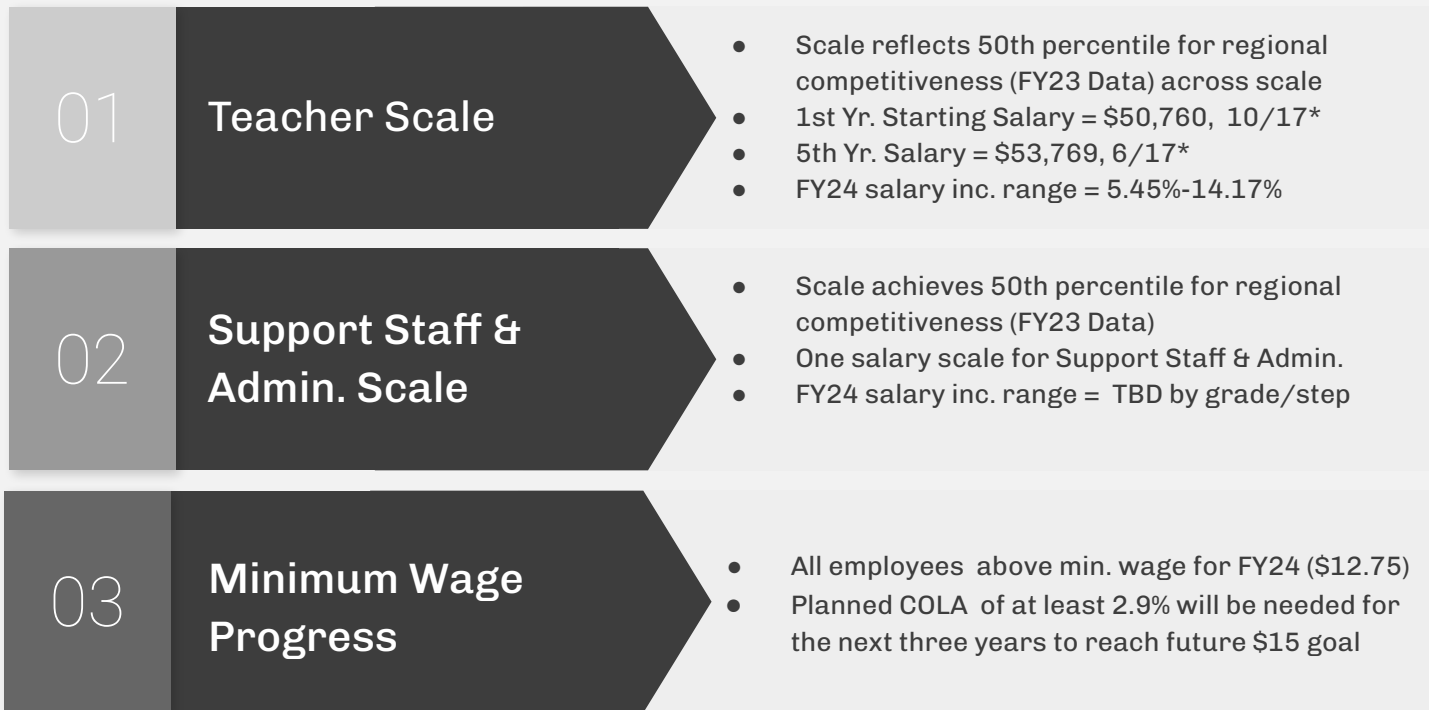 01
Teacher Scale
● Scale reflects 50th percentile for regional
competitiveness (FY23 Data) across scale
● 1st Yr. Starting Salary = $50,760,  10/17*
● 5th Yr. Salary = $53,769, 6/17*
● FY24 salary inc. range = 5.45%-14.17%
02
Support Staff &
Admin. Scale
● Scale achieves 50th percentile for regional
competitiveness (FY23 Data)
● One salary scale for Support Staff & Admin.
● FY24 salary inc. range =  TBD by grade/step
03
Minimum Wage
Progress
● All employees  above min. wage for FY24 ($12.75)
● Planned COLA  of at least 2.9% will be needed for
the next three years to reach future $15 goal